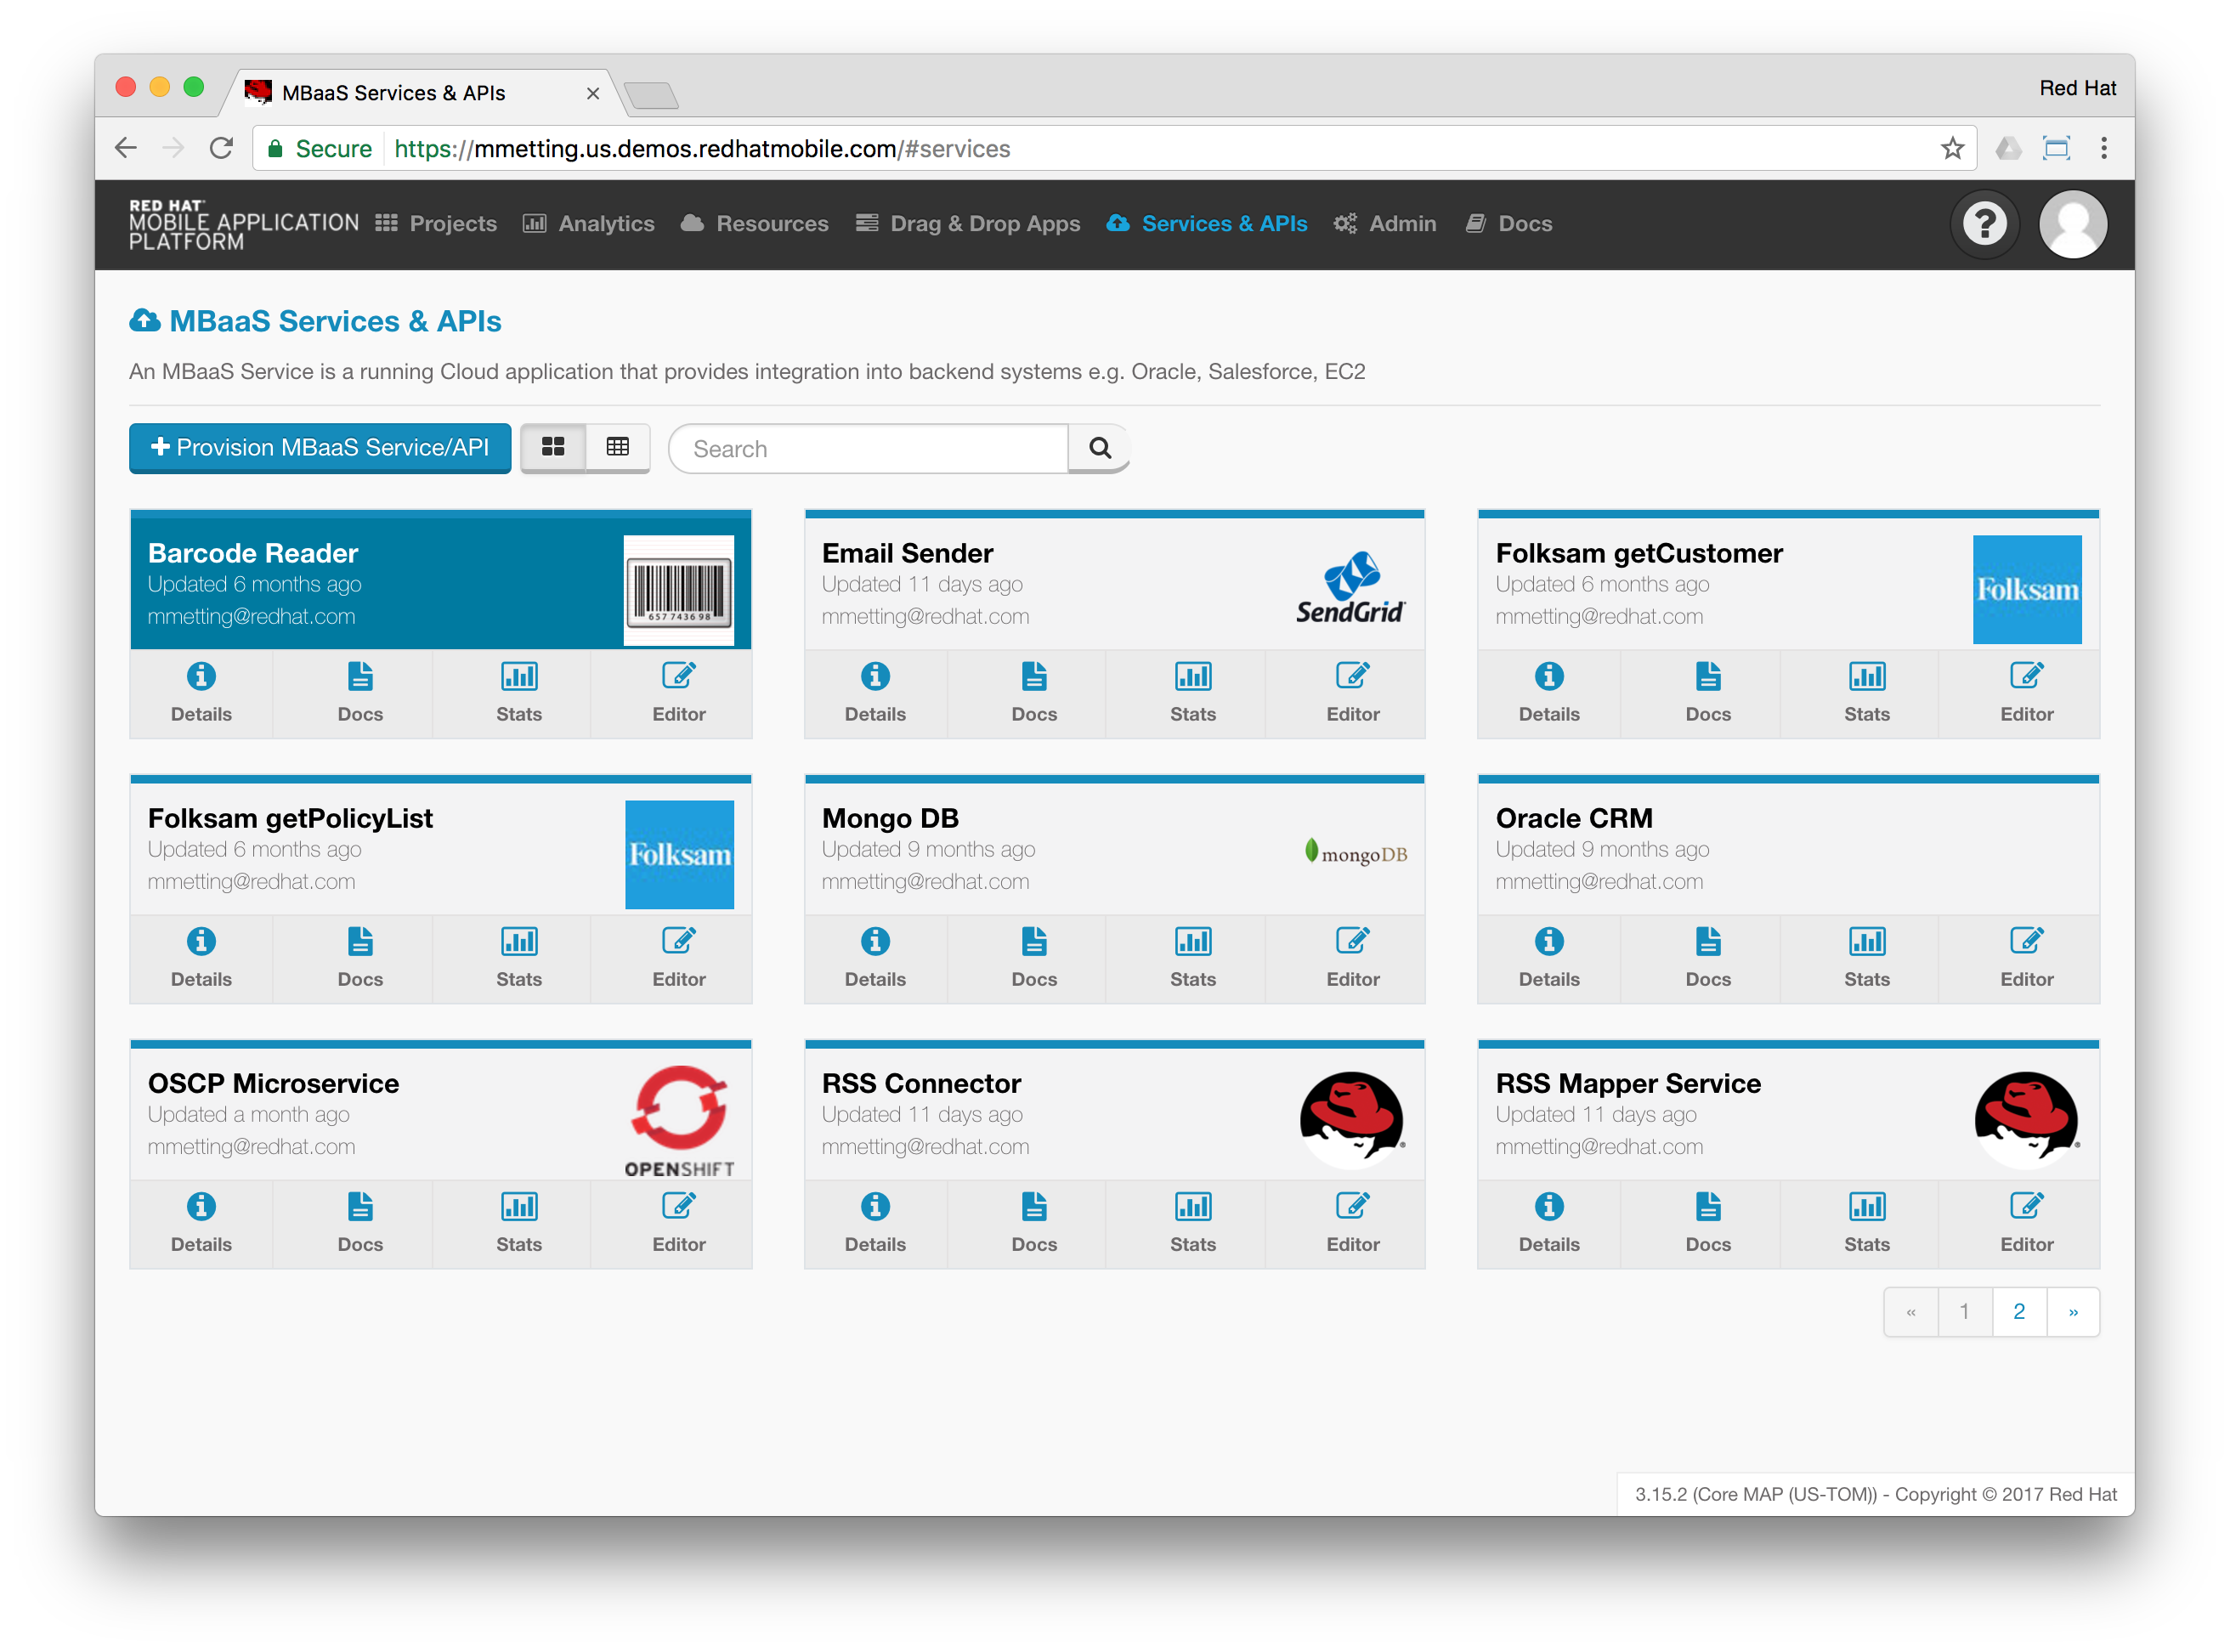 MBaaS Services & APIs
Red Hat
Secure https://mmetting.us.demos.redhatmobile.com/#services
RED HAT
MOBILE APPLICATION
PLATFORM
Projects Analytics Resources Drag & Drop Apps Services & APIs Admin Docs
MBaaS Services & APIs
An MBaaS Service is a running Cloud application that provides integration into backend systems e.g. Oracle, Salesforce, EC2
Provision MBaaS Service/API
Search
Barcode Reader
Updated 6 months ago
mmetting@redhat.com
657743698
Details Docs Stats Editor
Email Sender
Updated 11 days ago
mmetting@redhat.com
SendGrid
Details Docs Stats Editor
Folksam getCustomer
Updated 6 months ago
mmetting@redhat.com
Folksam
Details Docs Stats Editor
Folksam getPolicyList
Updated 6 months ago
mmetting@redhat.com
Folksam
Details Docs Stats Editor
Mongo DB
Updated 9 months ago
mmetting@redhat.com
mongoDB
Details Docs Stats Editor
Oracle CRM
Updated 9 months ago
mmetting@redhat.com
Details Docs Stats Editor
OSCP Microservice
Updated a month ago
mmetting@redhat.com
OPENSHIFT
Details Docs Stats Editor
RSS Connector
Updated 11 days ago
mmetting@redhat.com
Details Docs Stats Editor
RSS Mapper Service
Updated 11 days ago
mmetting@redhat.com
Details Docs Stats Editor
« 1 2 »
3.15.2 (Core MAP (US-TOM)) - Copyright © 2017 Red Hat